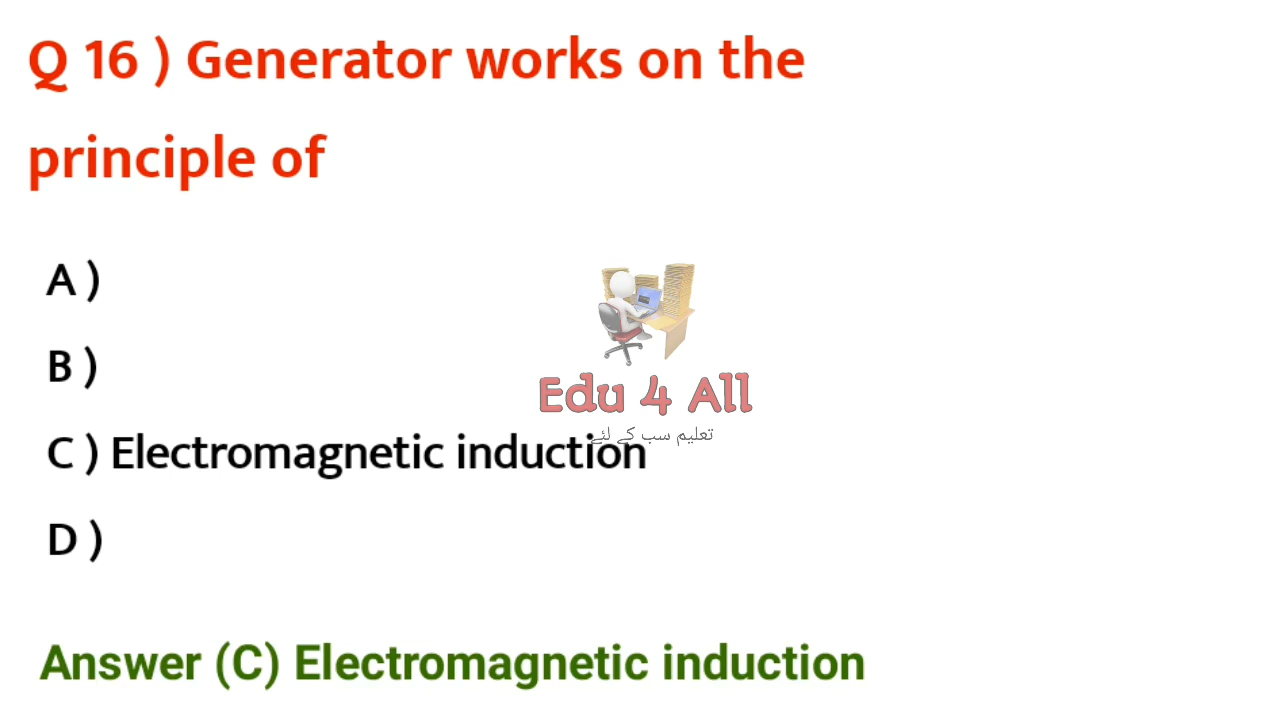 Q 16 ) Generator works on the
principle of
A )
B )
Edu 4 All
تعلیم سب کے لئے
C ) Electromagnetic induction
D )
Answer (C) Electromagnetic induction